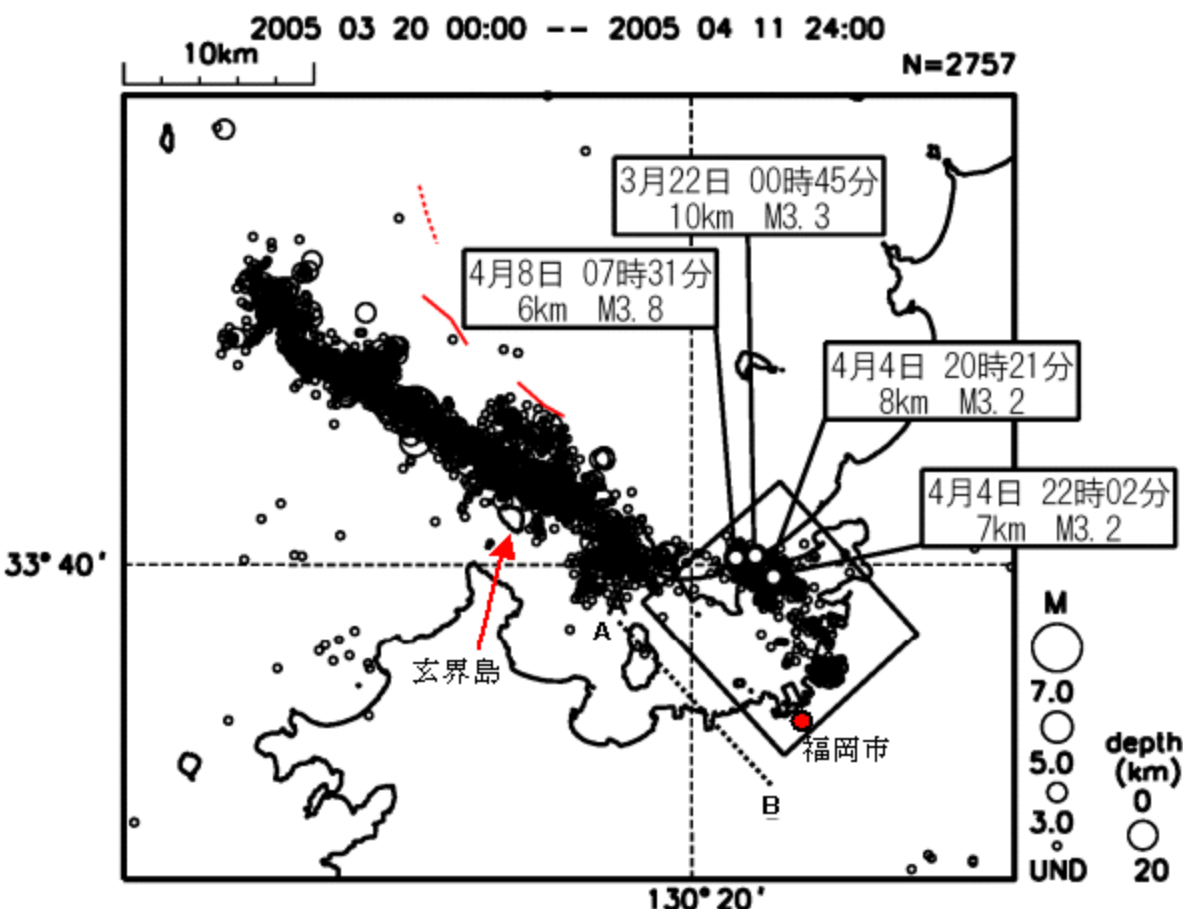 2005 03 20 00:00 -- 2005 04 11 24:00
10km
N=2757
3月22日 00時45分
10km M3.3
4月8日 07時31分
6km M3.8
4月4日 20時21分
8km M3.2
4月4日 22時02分
7km M3.2
33°40′
A
玄界島
福岡市
B
M
7.0
5.0
3.0
UND
depth
(km)
0
20
130°20′